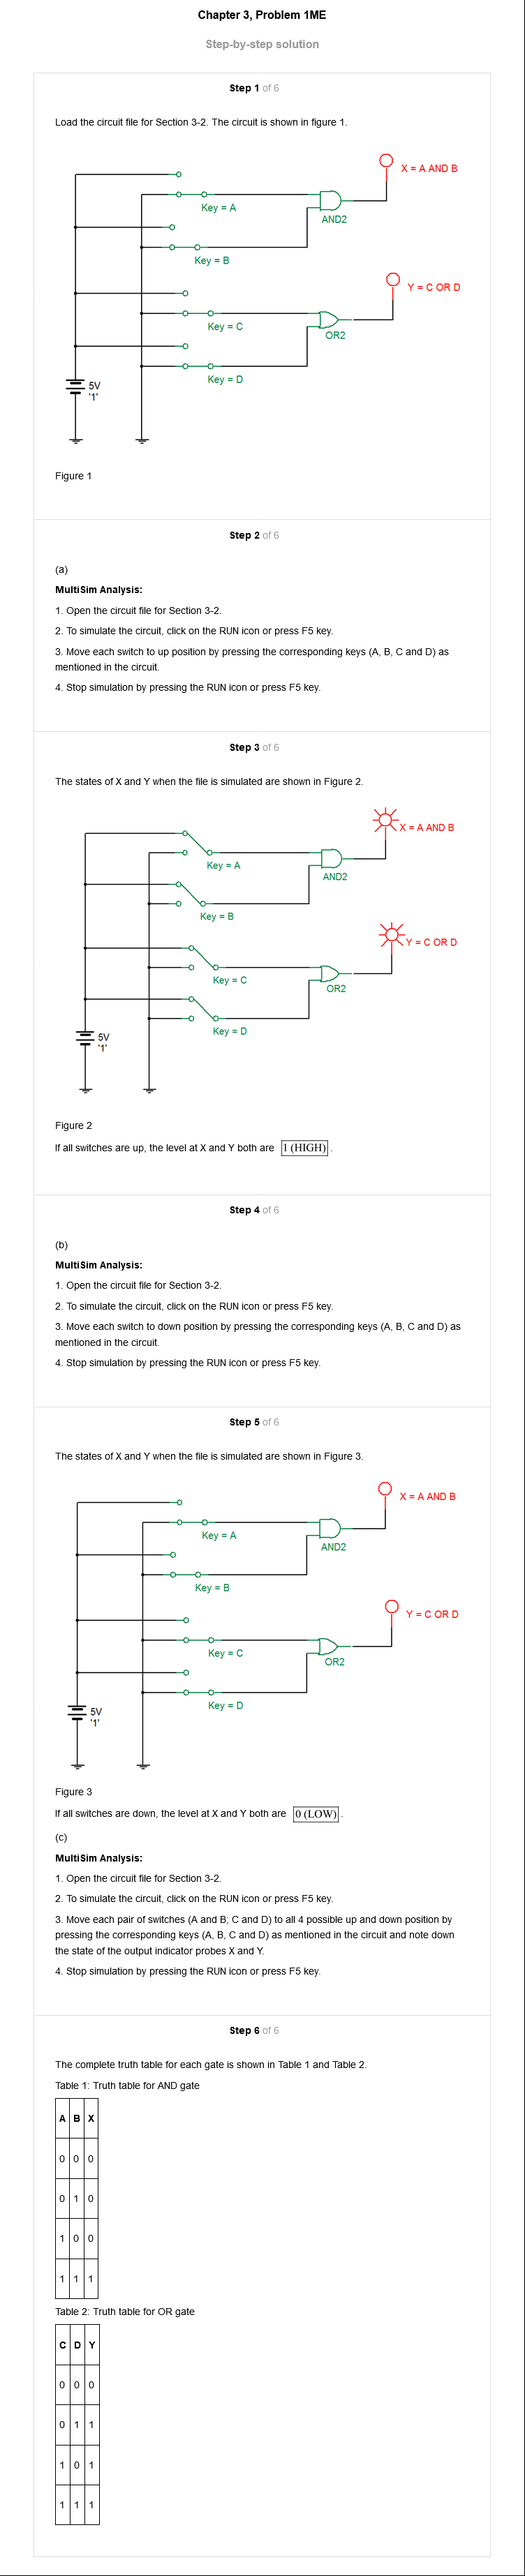 Chapter 3, Problem 1ME
Step-by-step solution
Step 1 of 6
Load the circuit file for Section 3-2. The circuit is shown in figure 1.
X = A AND B
Key = A
AND2
Key = B
Y = C OR D
Key = C
OR2
Key = D
5V
'1'
Figure 1
Step 2 of 6
(a)
MultiSim Analysis:
1. Open the circuit file for Section 3-2.
2. To simulate the circuit, click on the RUN icon or press F5 key.
3. Move each switch to up position by pressing the corresponding keys (A, B, C and D) as
mentioned in the circuit.
4. Stop simulation by pressing the RUN icon or press F5 key.
Step 3 of 6
The states of X and Y when the file is simulated are shown in Figure 2.
X = A AND B
Key = A
AND2
Key = B
Y = C OR D
Key = C
OR2
Key = D
5V
'1'
Figure 2
If all switches are up, the level at X and Y both are 1 (HIGH).
Step 4 of 6
(b)
MultiSim Analysis:
1. Open the circuit file for Section 3-2.
2. To simulate the circuit, click on the RUN icon or press F5 key.
3. Move each switch to down position by pressing the corresponding keys (A, B, C and D) as
mentioned in the circuit.
4. Stop simulation by pressing the RUN icon or press F5 key.
Step 5 of 6
The states of X and Y when the file is simulated are shown in Figure 3.
X = A AND B
Key = A
AND2
Key = B
Y = C OR D
Key = C
OR2
Key = D
5V
'1'
Figure 3
If all switches are down, the level at X and Y both are 0 (LOW).
(c)
MultiSim Analysis:
1. Open the circuit file for Section 3-2.
2. To simulate the circuit, click on the RUN icon or press F5 key.
3. Move each pair of switches (A and B; C and D) to all 4 possible up and down position by
pressing the corresponding keys (A, B, C and D) as mentioned in the circuit and note down
the state of the output indicator probes X and Y.
4. Stop simulation by pressing the RUN icon or press F5 key.
Step 6 of 6
The complete truth table for each gate is shown in Table 1 and Table 2.
Table 1: Truth table for AND gate
A B X
0 0 0
0 1 0
1 0 0
1 1 1
Table 2: Truth table for OR gate
C D Y
0 0 0
0 1 1
1 0 1
1 1 1